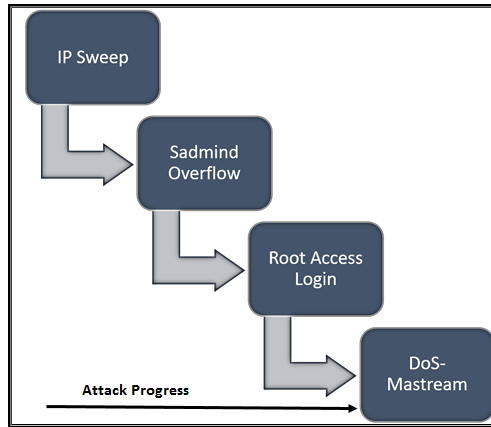 IP Sweep
Sadmind
Overflow
Root Access
Login
DoS-
Mastream
Attack Progress